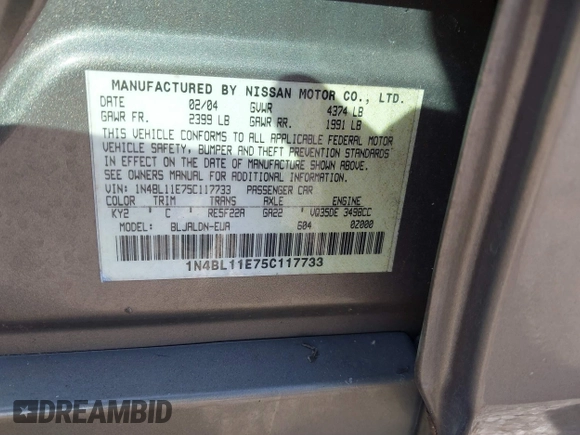 MANUFACTURED BY NISSAN MOTOR CO., LTD.
DATE 02/04 GVWR 4374 LB
GAWR FR. 2399 LB GAWR RR. 1991 LB
THIS VEHICLE CONFORMS TO ALL APPLICABLE FEDERAL MOTOR
VEHICLE SAFETY, BUMPER AND THEFT PREVENTION STANDARDS
IN EFFECT ON THE DATE OF MANUFACTURE SHOWN ABOVE.
SEE OWNERS MANUAL FOR ADDITIONAL INFORMATION
VIN: 1N4BL11E75C117733 PASSENGER CAR
COLOR TRIM TRANS AXLE ENGINE
KY2 C RE5F22A GA22 VQ35DE 3498CC
MODEL: BLJALDN-EUA 604 0Z000
1N4BL11E75C117733
DREAMBID